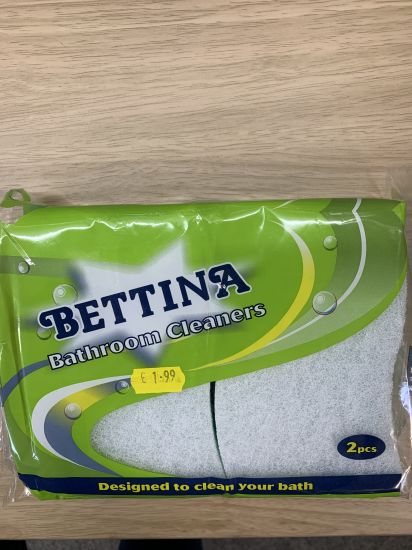 BETTINA
Bathroom Cleaners
£ 1.99
2pcs
Designed to clean your bath